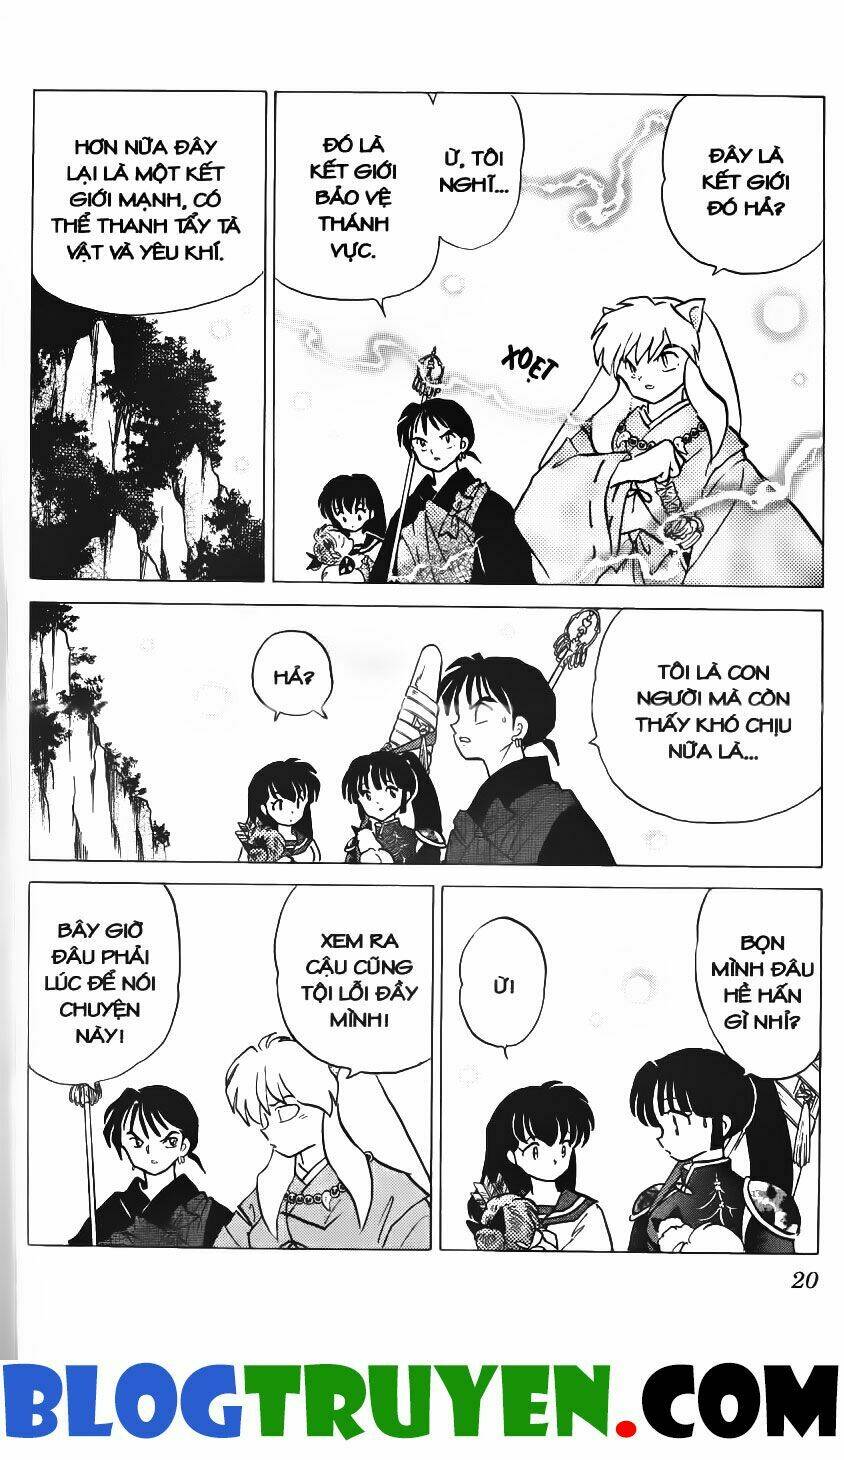 ĐÂY LÀ
KẾT GIỚI
ĐÓ HẢ?
Ừ, TÔI
NGHĨ...
ĐÓ LÀ
KẾT GIỚI
BẢO VỆ
THÁNH
VỰC.
XOẸT
HƠN NỮA ĐÂY
LẠI LÀ MỘT KẾT
GIỚI MẠNH, CÓ
THỂ THANH TẨY TÀ
VẬT VÀ YÊU KHÍ.
TÔI LÀ CON
NGƯỜI MÀ CÒN
THẤY KHÓ CHỊU
NỮA LÀ...
HẢ?
BỌN
MÌNH ĐÂU
HỀ HẤN
GÌ NHỈ?
Ừ!
XEM RA
CẬU CŨNG
TỘI LỖI ĐẦY
MÌNH!
BÂY GIỜ
ĐÂU PHẢI
LÚC ĐỂ NÓI
CHUYỆN
NÀY!
20
BLOGTRUYEN.COM